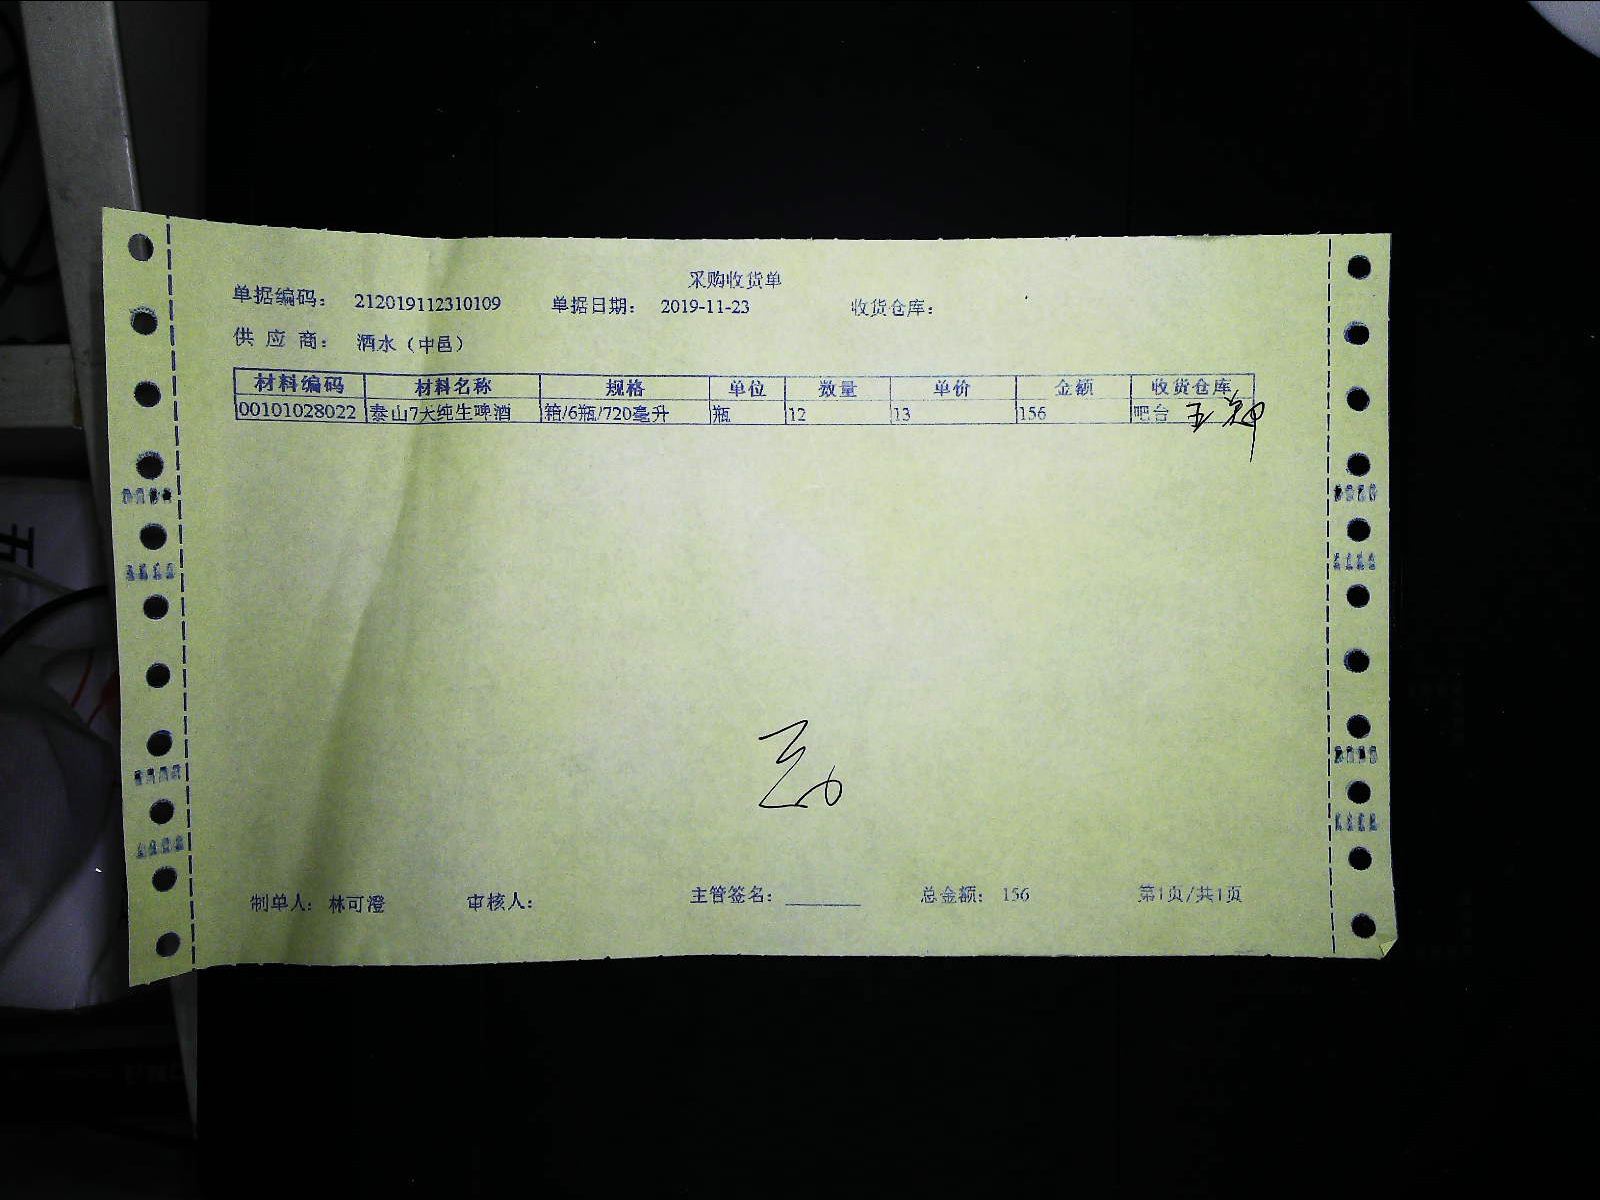 采购收货单
单据编码： 212019112310109 单据日期： 2019-11-23 收货仓库：
供 应 商： 酒水（中邑）
材料编码 材料名称 规格 单位 数量 单价 金额 收货仓库
00101028022 泰山7天纯生啤酒 箱/6瓶/720毫升 瓶 12 13 156 吧台
制单人： 林可澄 审核人： 主管签名： 总金额： 156 第1页/共1页